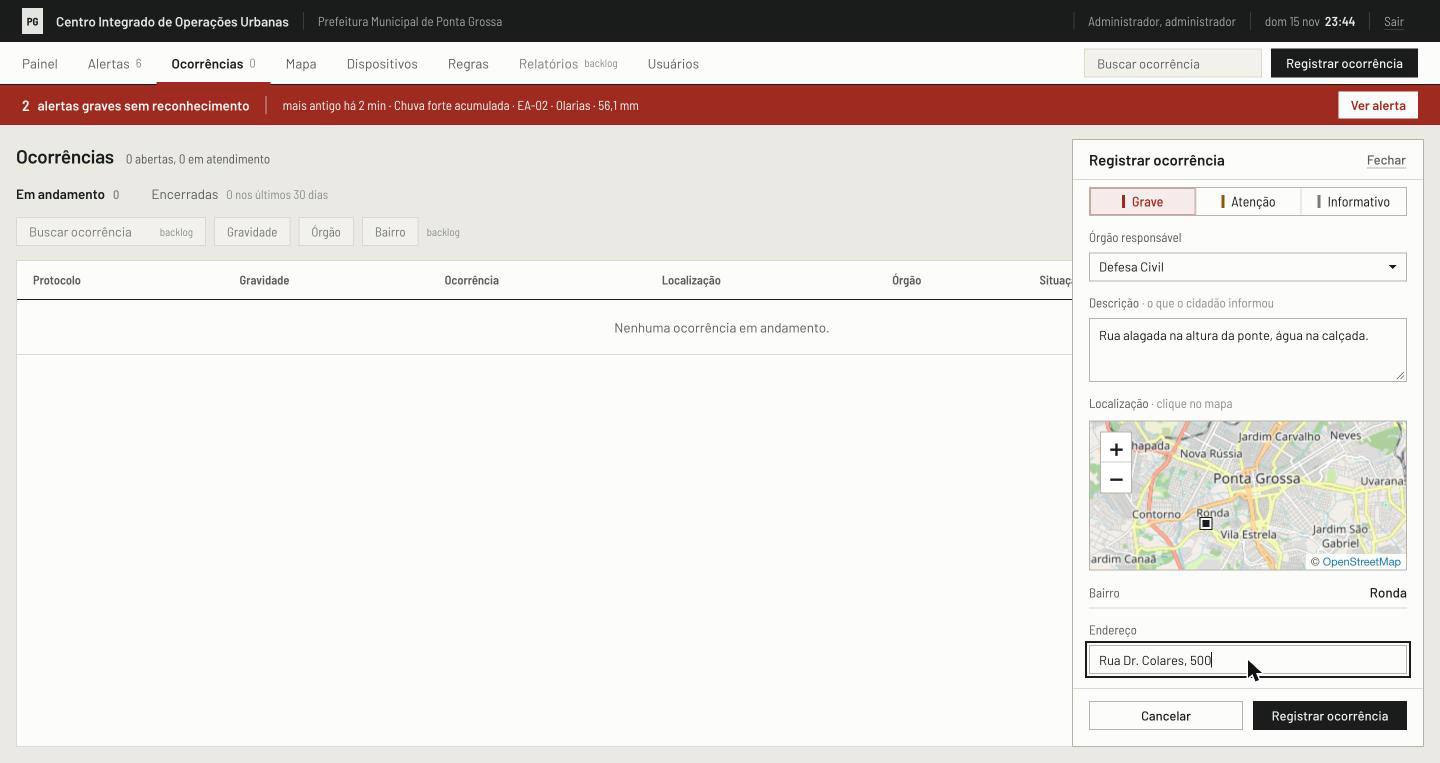 PG Centro Integrado de Operações Urbanas Prefeitura Municipal de Ponta Grossa Administrador, administrador dom 15 nov 23:44 Sair
Painel Alertas 6 Ocorrências 0 Mapa Dispositivos Regras Relatórios backlog Usuários Buscar ocorrência Registrar ocorrência
2 alertas graves sem reconhecimento mais antigo há 2 min · Chuva forte acumulada · EA-02 · Olarias · 56,1 mm Ver alerta
Ocorrências 0 abertas, 0 em atendimento
Em andamento 0 Encerradas 0 nos últimos 30 dias
Buscar ocorrência backlog Gravidade Órgão Bairro backlog
Protocolo Gravidade Ocorrência Localização Órgão
Nenhuma ocorrência em andamento.
Registrar ocorrência Fechar
Grave Atenção Informativo
Órgão responsável
Defesa Civil
Descrição · o que o cidadão informou
Rua alagada na altura da ponte, água na calçada.
Localização · clique no mapa
Jardim Carvalho Neves
Nova Rússia
+
Ponta Grossa
−
Contorno Ronda
Jardim São
Vila Estrela Gabriel
© OpenStreetMap
Bairro Ronda
Endereço
Rua Dr. Colares, 500
Cancelar Registrar ocorrência